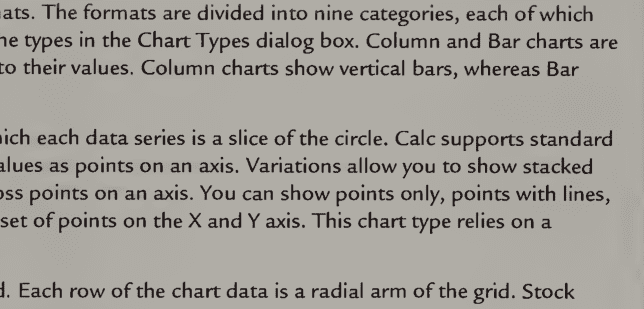 ats. The formats are divided into nine categories, each of which
he types in the Chart Types dialog box. Column and Bar charts are
to their values. Column charts show vertical bars, whereas Bar
hich each data series is a slice of the circle. Calc supports standard
alues as points on an axis. Variations allow you to show stacked
oss points on an axis. You can show points only, points with lines,
set of points on the X and Y axis. This chart type relies on a
d. Each row of the chart data is a radial arm of the grid. Stock